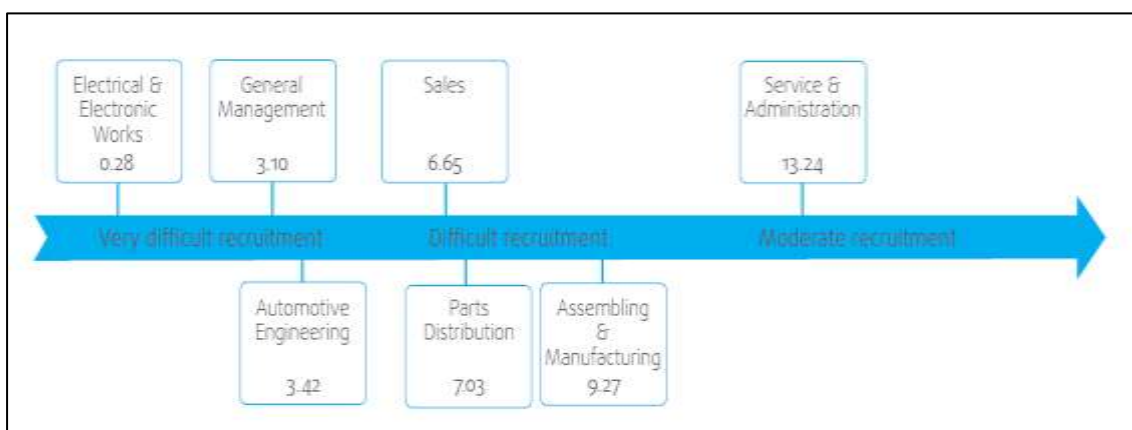 Electrical &
Electronic
Works
0.28
General
Management
3.10
Sales
6.65
Service &
Administration
13.24
Very difficult recruitment
Difficult recruitment
Moderate recruitment
Automotive
Engineering
3.42
Parts
Distribution
7.03
Assembling
&
Manufacturing
9.27